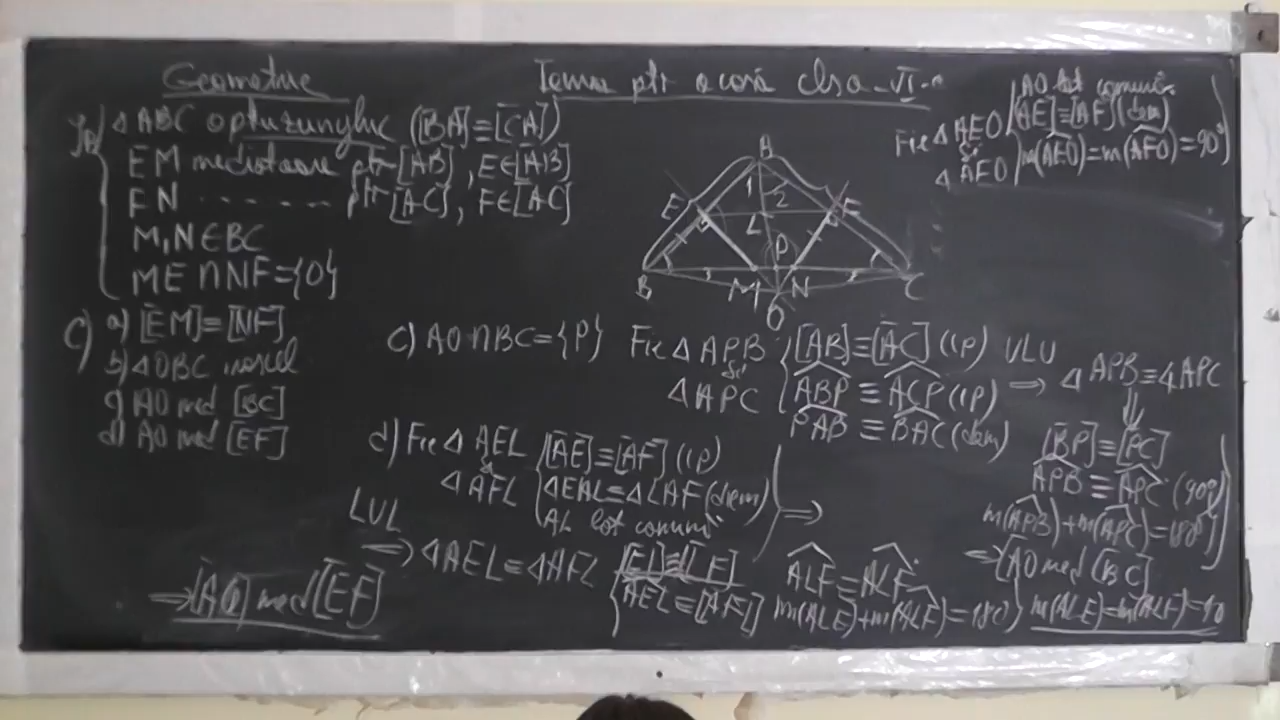 Geometrie
Tema ptr acasă clsa-VI-a
Ip
△ABC optuzunghic ([BA]≡[CA])
EM mediatoare ptr[AB], E∈[AB]
FN ........ ptr[AC], F∈[AC]
M,N∈BC
ME∩NF={O}
C) a) [EM]≡[NF]
b) △OBC isoscel
c) AO med [BC]
d) AO med [EF]
Fie △AEO
și
△AFO
AO lat comună
[AE]≡[AF](dem)
m(AEO)=m(AFO)=90°
A
1 2
E F
L
P
B M N C
O
c) AO∩BC={P}
Fie △APB
și
△APC
[AB]≡[AC](ip)
ABP≡ACP(ip)
PAB≡BAC(dem)
ULU
⇒ △APB≡△APC
⇓
[BP]≡[PC]
APB≡APC(90°)
m(APB)+m(APC)=180°
⇒[AO med [BC]
d) Fie △AEL
△AFL
[AE]≡[AF](ip)
△EAL≡△LAF(dem)
AL lat comun
⇒
LUL
⇒ △AEL≡△AFL
[EL]≡[LF]
AEL≡[AFL]
ALE≡ALF
m(ALE)+m(ALF)=180
m(ALE)=m(ALF)=90
⇒[AO] med[EF]